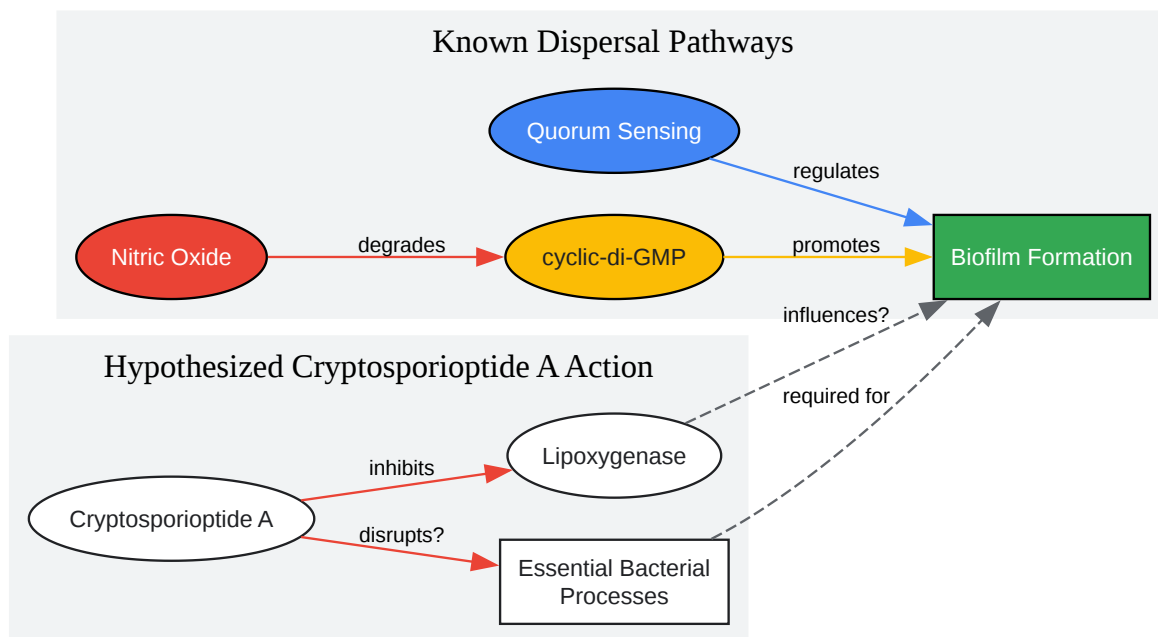 Known Dispersal Pathways
Quorum Sensing
regulates
Nitric Oxide
degrades
cyclic-di-GMP
promotes
Biofilm Formation
influences?
Hypothesized Cryptosporioptide A Action
required for
Lipoxygenase
inhibits
Cryptosporioptide A
disrupts?
Essential Bacterial
Processes